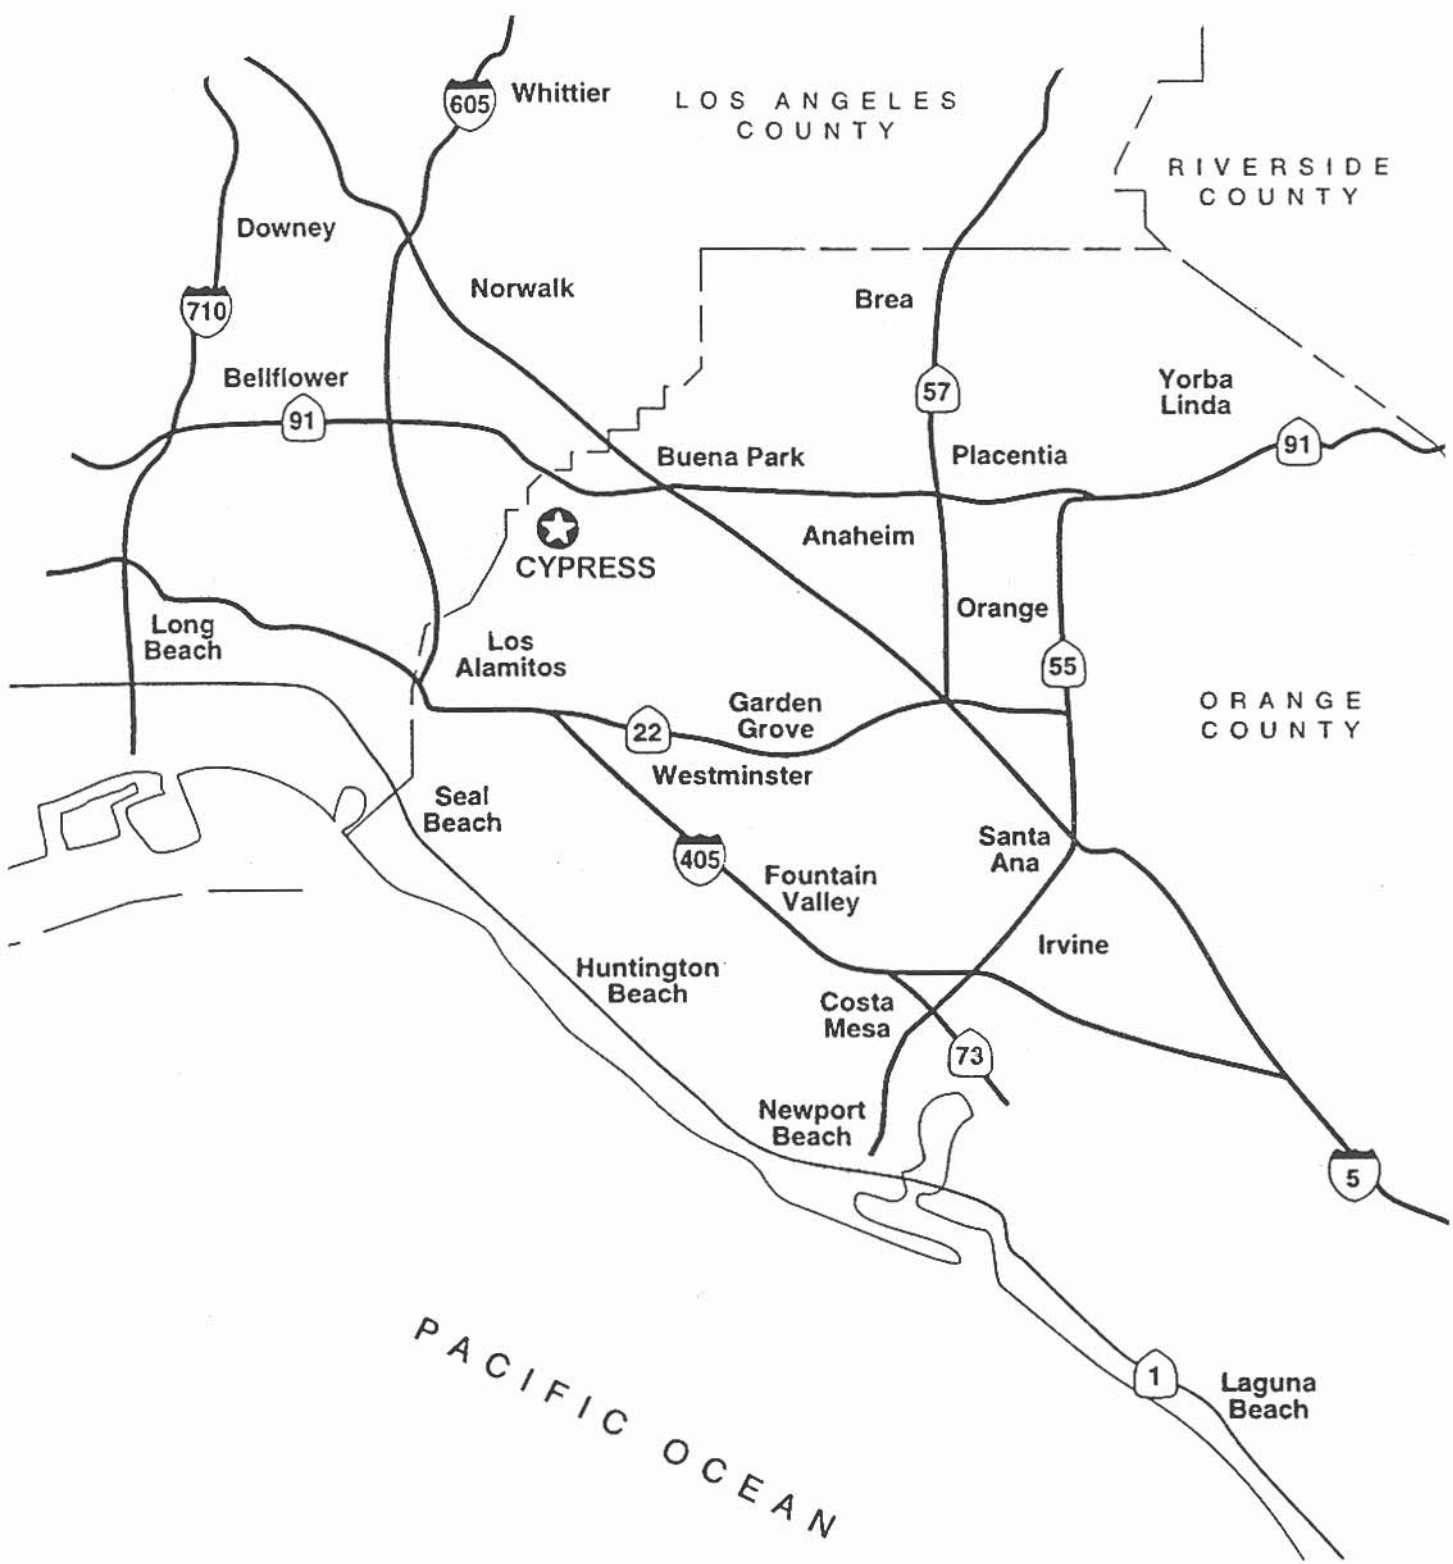 605
Whittier
LOS ANGELES
COUNTY
RIVERSIDE
COUNTY
Downey
Norwalk
710
Brea
Bellflower
91
57
Yorba
Linda
91
Buena Park
Placentia
Anaheim
CYPRESS
Orange
Long
Beach
Los
Alamitos
55
Garden
Grove
22
ORANGE
COUNTY
Westminster
Seal
Beach
405
Santa
Ana
Fountain
Valley
Irvine
Huntington
Beach
Costa
Mesa
73
Newport
Beach
5
PACIFIC OCEAN
1
Laguna
Beach